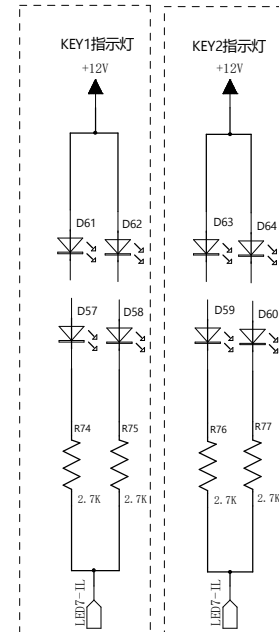 KEY1指示灯
+12V
D61
D62
D57
D58
R74
R75
2.7K
2.7K
LED7-IL
KEY2指示灯
+12V
D63
D64
D59
D60
R76
R77
2.7K
2.7K
LED7-IL